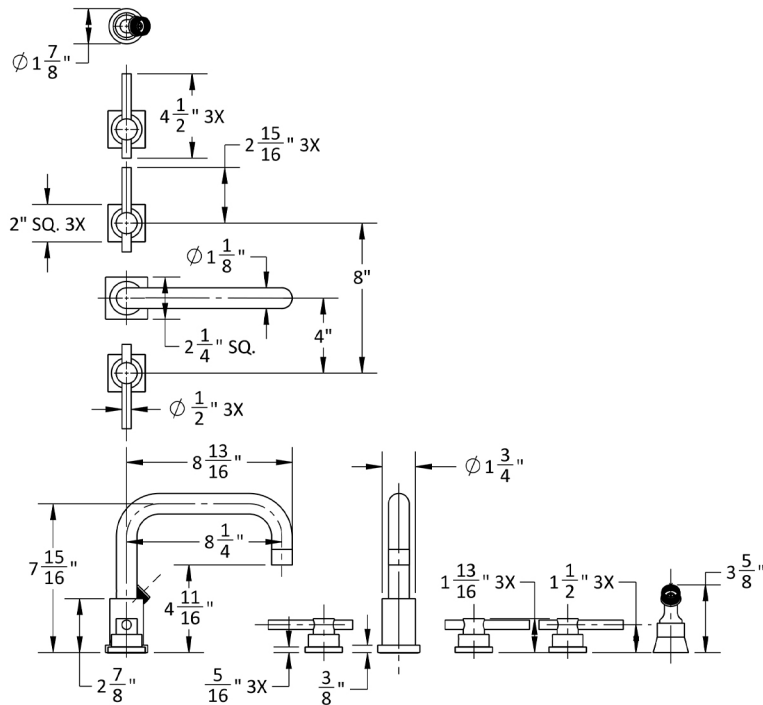 Ø1 7/8"
4 1/2" 3X
2 15/16" 3X
2" SQ. 3X
Ø1 1/8"
8"
4"
2 1/4" SQ.
Ø 1/2" 3X
8 13/16"
Ø1 3/4"
8 1/4"
7 15/16"
4 11/16"
1 13/16" 3X
1 1/2" 3X
3 5/8"
2 7/8"
5/16" 3X
3/8"